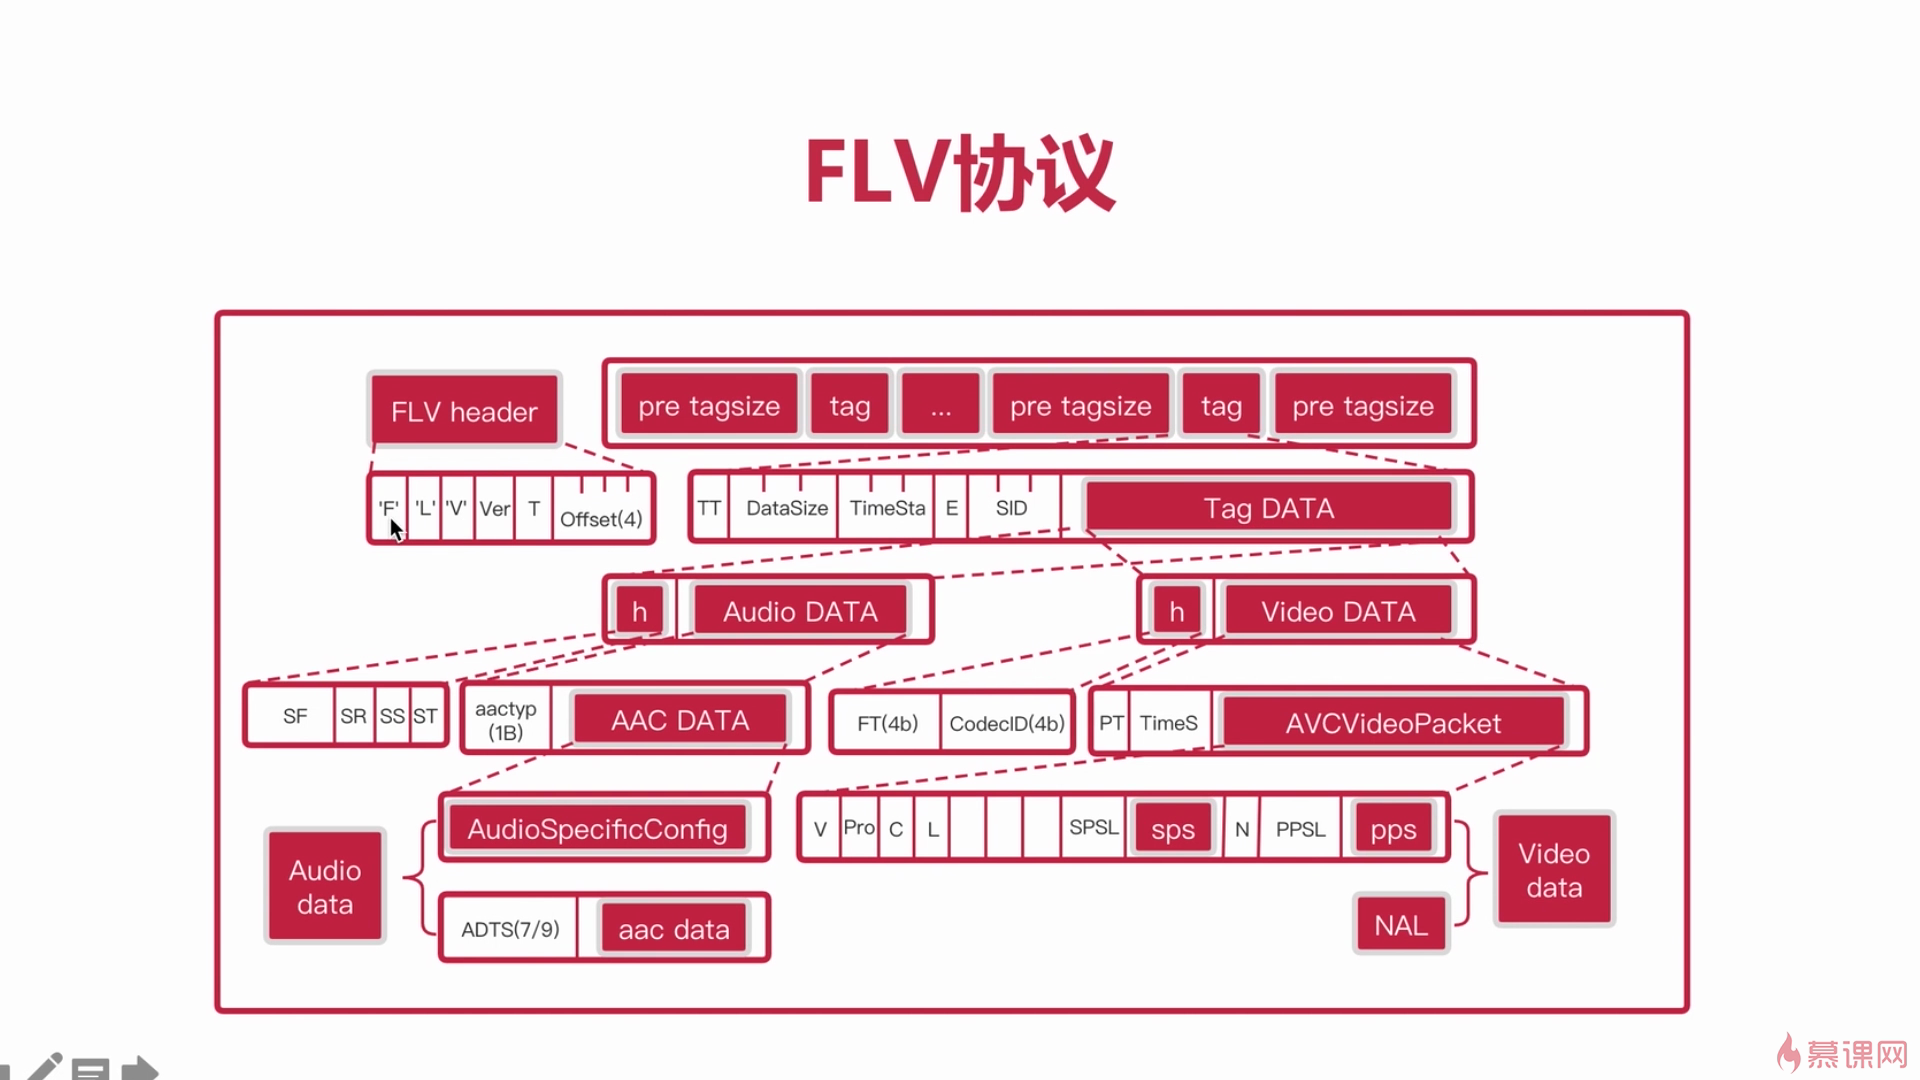 FLV协议
FLV header
pre tagsize
tag
...
pre tagsize
tag
pre tagsize
'F'
'L'
'V'
Ver
T
Offset(4)
TT
DataSize
TimeSta
E
SID
Tag DATA
h
Audio DATA
h
Video DATA
SF
SR
SS
ST
aactyp
(1B)
AAC DATA
FT(4b)
CodecID(4b)
PT
TimeS
AVCVideoPacket
AudioSpecificConfig
V
Pro
C
L
SPSL
sps
N
PPSL
pps
Audio
data
Video
data
ADTS(7/9)
aac data
NAL
慕课网